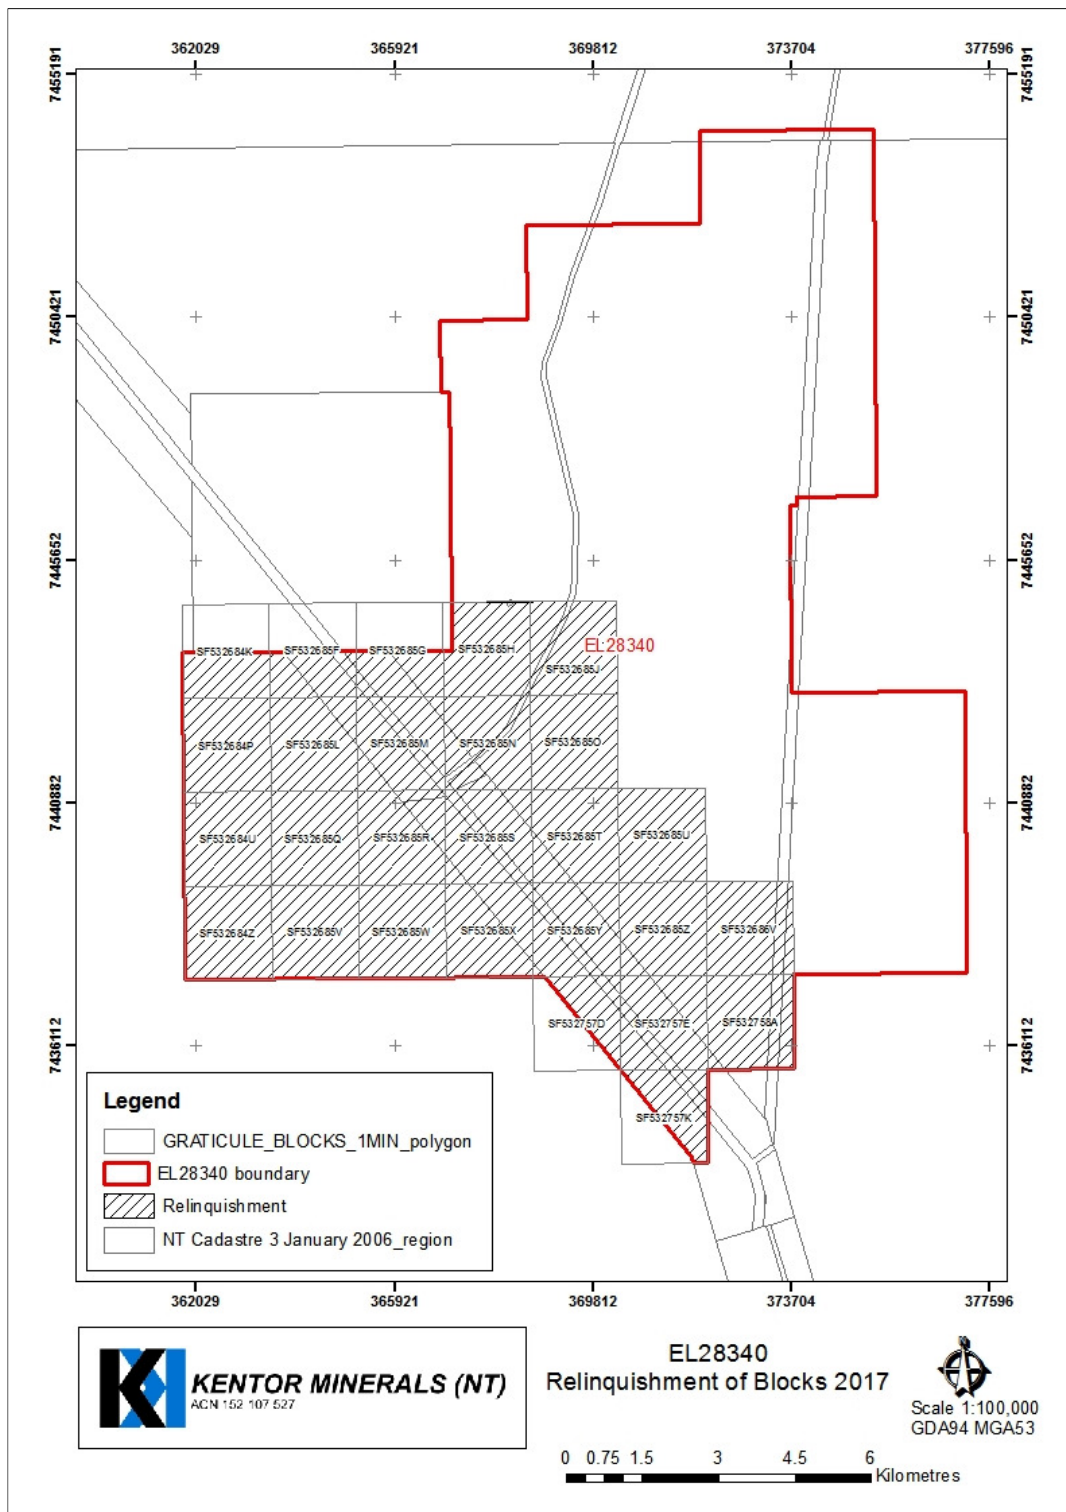 362029 365921 369812 373704 377596
7455191 7455191
7450421 7450421
7445652 7445652
EL28340
SF532684K SF532685F SF532685G SF532685H
SF532685J
SF532684P SF532685L SF532685M SF532685N SF532685O
7440882 7440882
SF532684U SF532685Q SF532685R SF532685S SF532685T SF532685U
SF532684Z SF532685V SF532685W SF532685X SF532685Y SF532685Z SF532686V
SF532757D SF532757E SF532758A
7436112 7436112
SF532757K
Legend
GRATICULE_BLOCKS_1MIN_polygon
EL28340 boundary
Relinquishment
NT Cadastre 3 January 2006_region
362029 365921 369812 373704 377596
KENTOR MINERALS (NT)
ACN 152 107 527
EL28340
Relinquishment of Blocks 2017
Scale 1:100,000
GDA94 MGA53
0 0.75 1.5 3 4.5 6
Kilometres